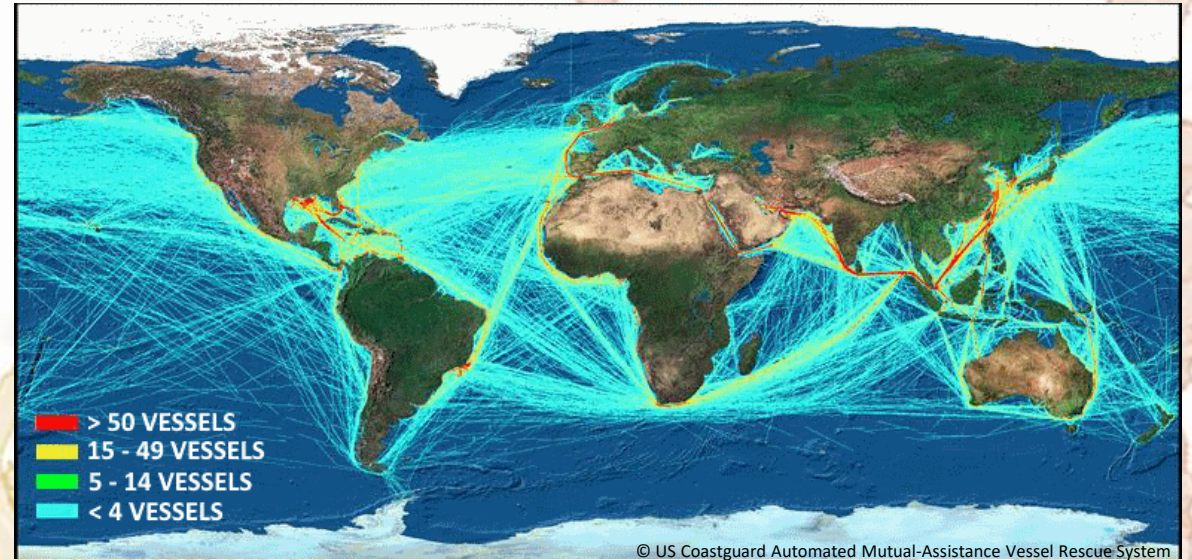 > 50 VESSELS
15 - 49 VESSELS
5 - 14 VESSELS
< 4 VESSELS
© US Coastguard Automated Mutual-Assistance Vessel Rescue System